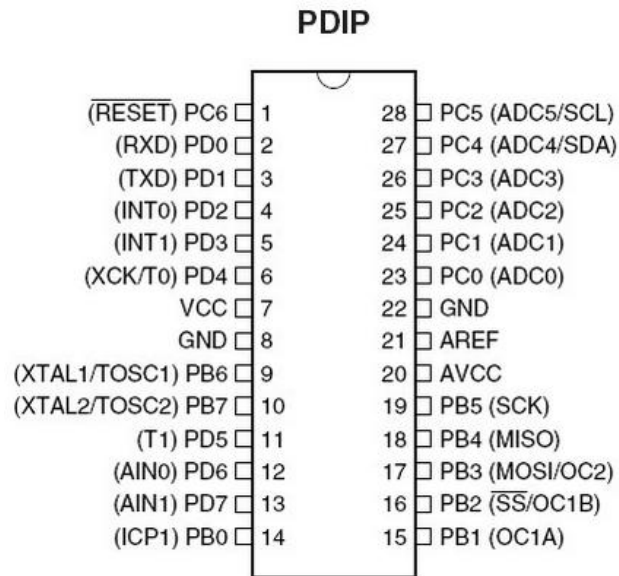 PDIP
(RESET) PC6 1 28 PC5 (ADC5/SCL)
(RXD) PD0 2 27 PC4 (ADC4/SDA)
(TXD) PD1 3 26 PC3 (ADC3)
(INT0) PD2 4 25 PC2 (ADC2)
(INT1) PD3 5 24 PC1 (ADC1)
(XCK/T0) PD4 6 23 PC0 (ADC0)
VCC 7 22 GND
GND 8 21 AREF
(XTAL1/TOSC1) PB6 9 20 AVCC
(XTAL2/TOSC2) PB7 10 19 PB5 (SCK)
(T1) PD5 11 18 PB4 (MISO)
(AIN0) PD6 12 17 PB3 (MOSI/OC2)
(AIN1) PD7 13 16 PB2 (SS/OC1B)
(ICP1) PB0 14 15 PB1 (OC1A)